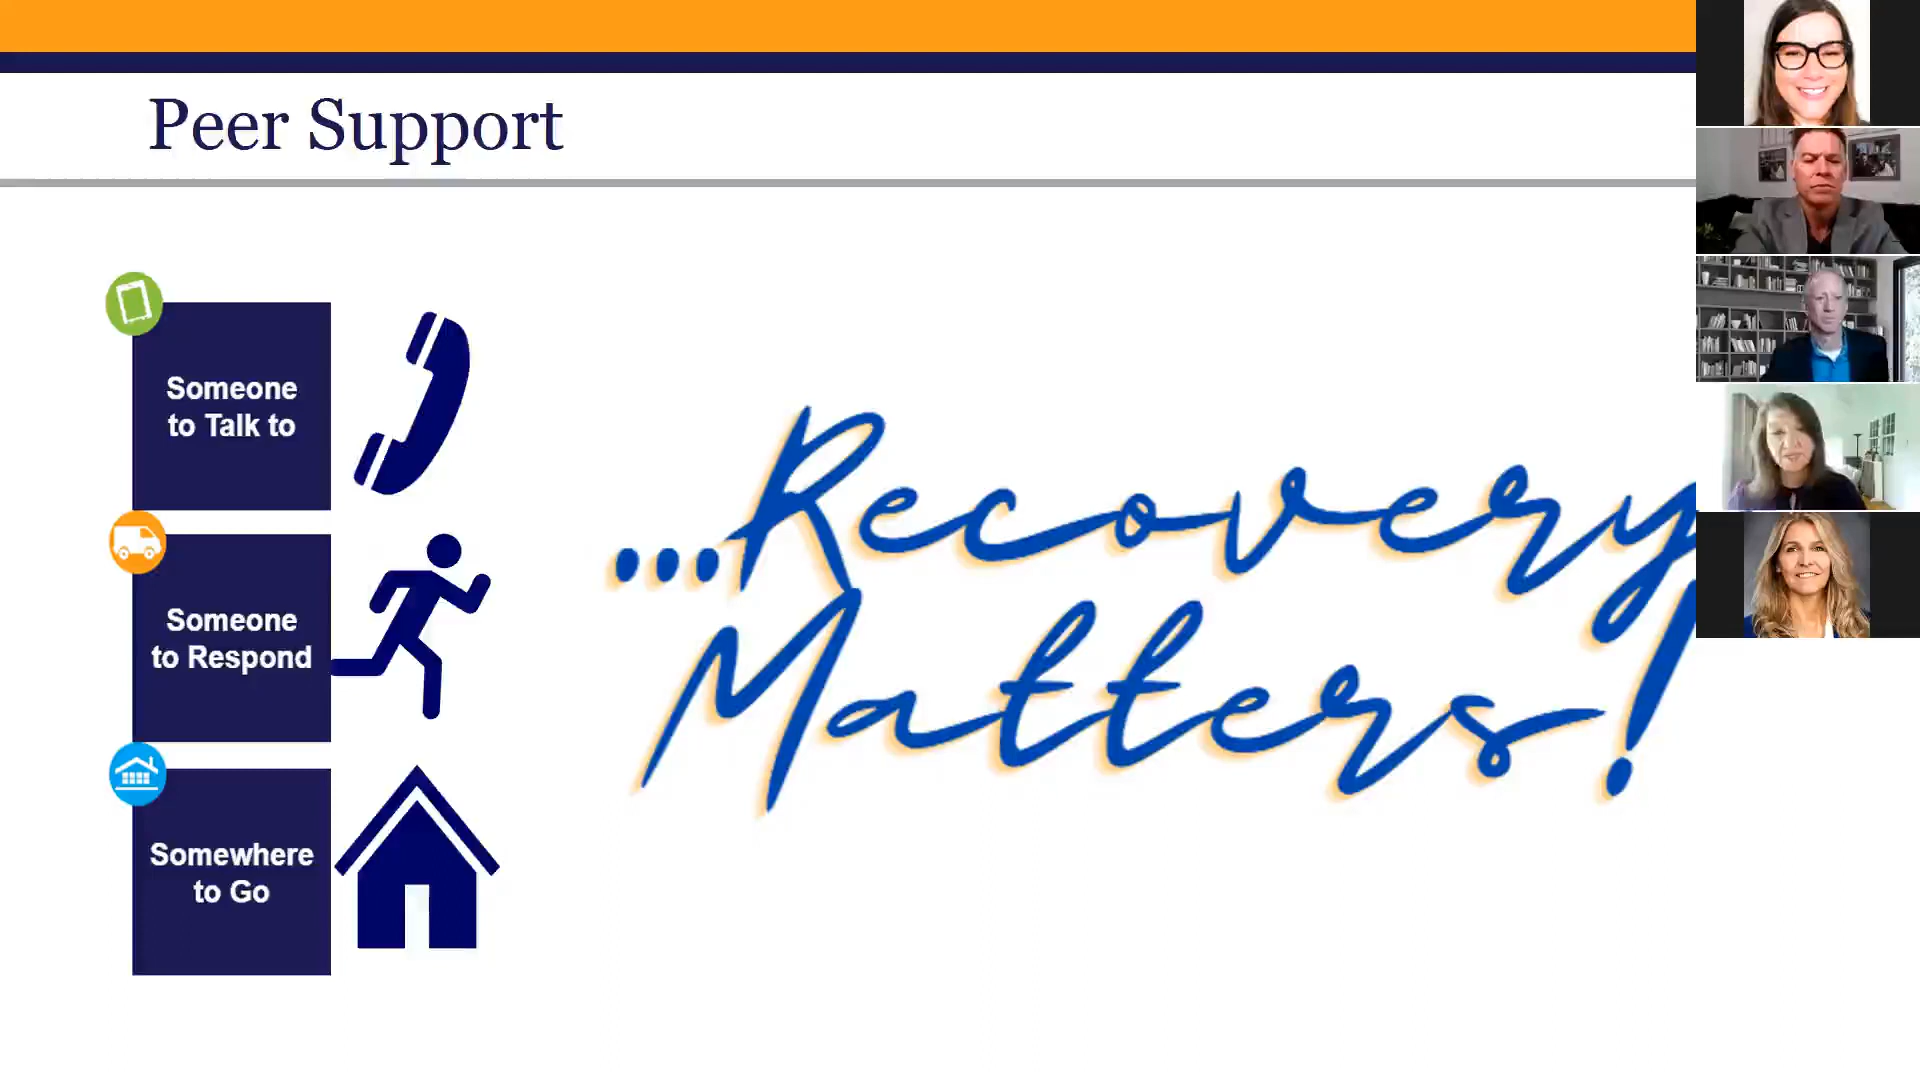 Peer Support
Someone
to Talk to
Someone
to Respond
Somewhere
to Go
...Recovery
Matters!